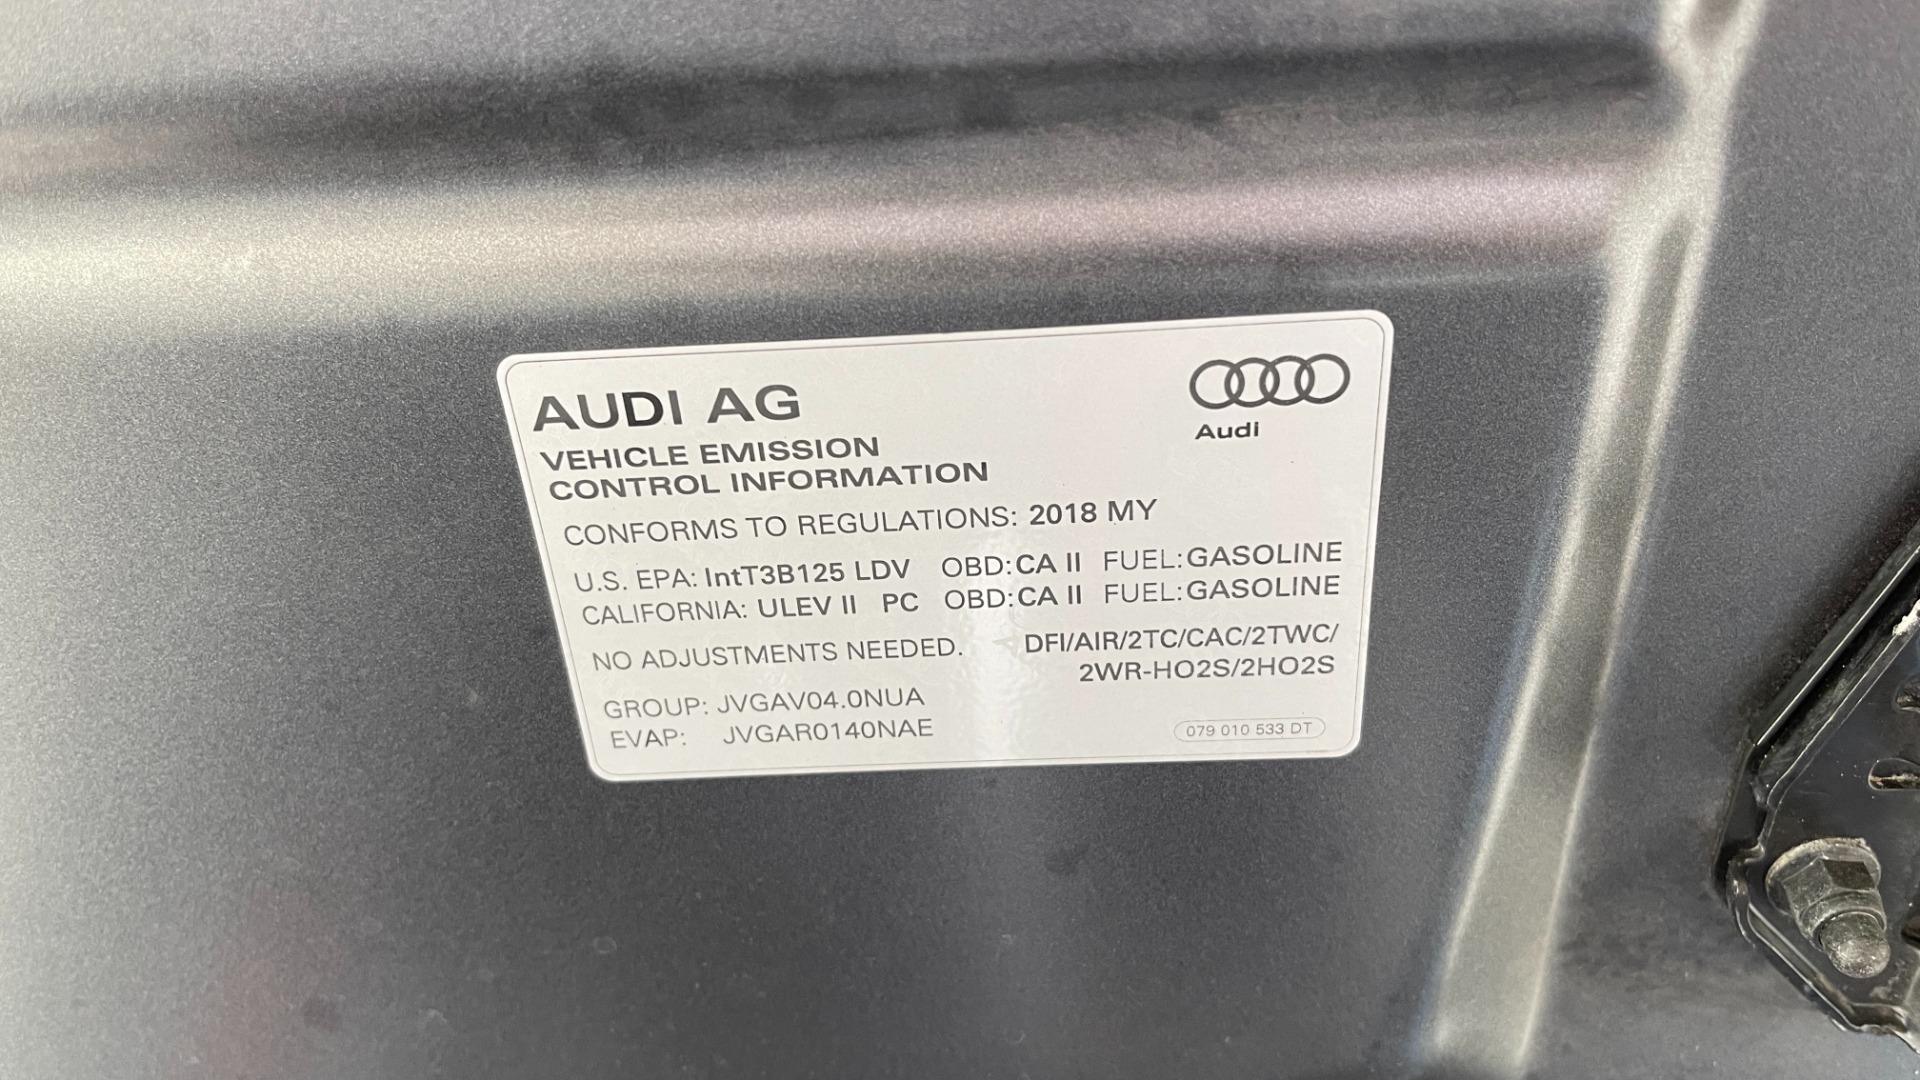 AUDI AG
Audi
VEHICLE EMISSION
CONTROL INFORMATION
CONFORMS TO REGULATIONS: 2018 MY
U.S. EPA: IntT3B125 LDV OBD:CA II FUEL:GASOLINE
CALIFORNIA: ULEV II PC OBD:CA II FUEL:GASOLINE
NO ADJUSTMENTS NEEDED. DFI/AIR/2TC/CAC/2TWC/
2WR-HO2S/2HO2S
GROUP: JVGAV04.0NUA
EVAP: JVGAR0140NAE
079 010 533 DT